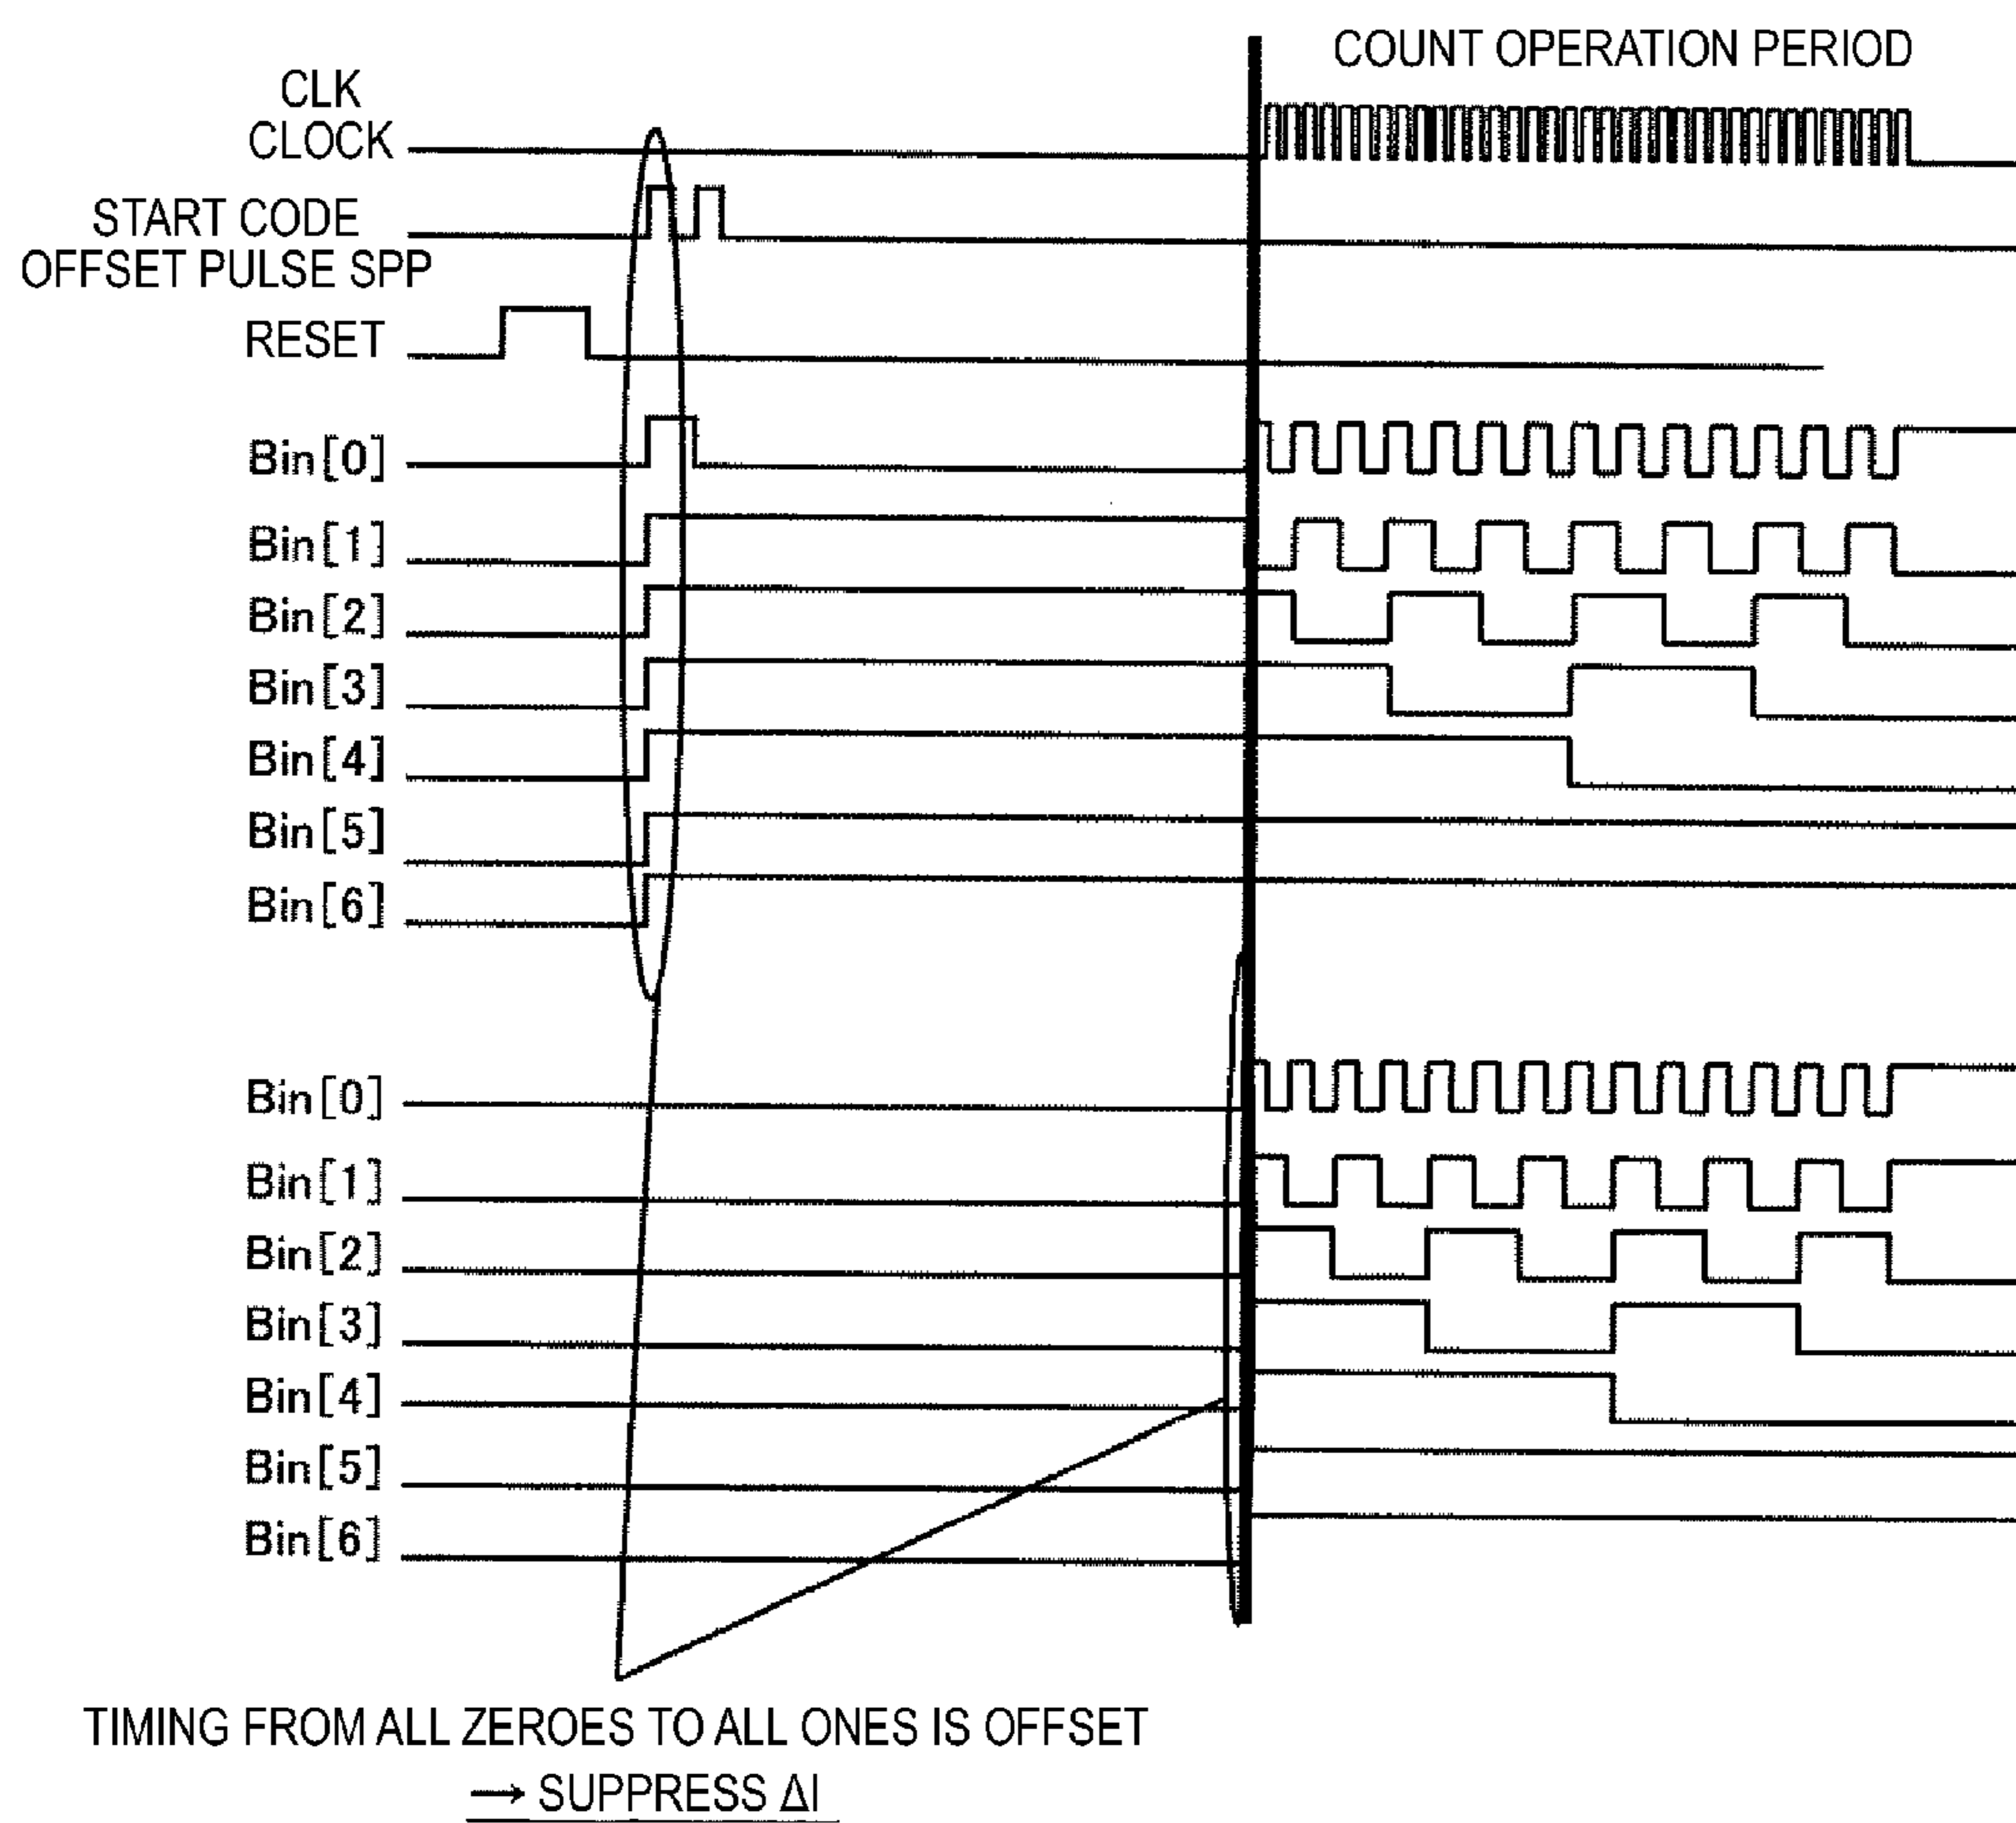 COUNT OPERATION PERIOD
CLK
CLOCK
START CODE
OFFSET PULSE SPP
RESET
Bin[0]
Bin[1]
Bin[2]
Bin[3]
Bin[4]
Bin[5]
Bin[6]
Bin[0]
Bin[1]
Bin[2]
Bin[3]
Bin[4]
Bin[5]
Bin[6]
TIMING FROM ALL ZEROES TO ALL ONES IS OFFSET
→ SUPPRESS ΔI